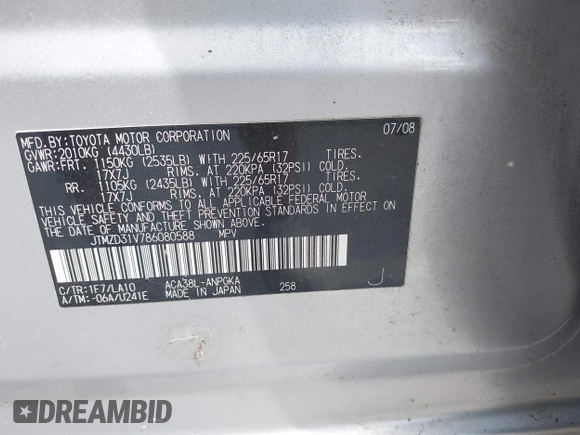 MFD.BY:TOYOTA MOTOR CORPORATION 07/08
GVWR:2010KG (4430LB)
GAWR:FRT. 1150KG (2535LB) WITH 225/65R17 TIRES.
17X7J RIMS. AT 220KPA (32PSI) COLD.
RR. 1105KG (2435LB) WITH 225/65R17 TIRES.
17X7J RIMS. AT 220KPA (32PSI) COLD.
THIS VEHICLE CONFORMS TO ALL APPLICABLE FEDERAL MOTOR
VEHICLE SAFETY AND THEFT PREVENTION STANDARDS IN EFFECT ON
THE DATE OF MANUFACTURE SHOWN ABOVE.
JTMZD31V786080588 MPV
C/TR:1F7/LA10 ACA38L-ANPGKA
A/TM:-06A/U241E MADE IN JAPAN 258
J
DREAMBID